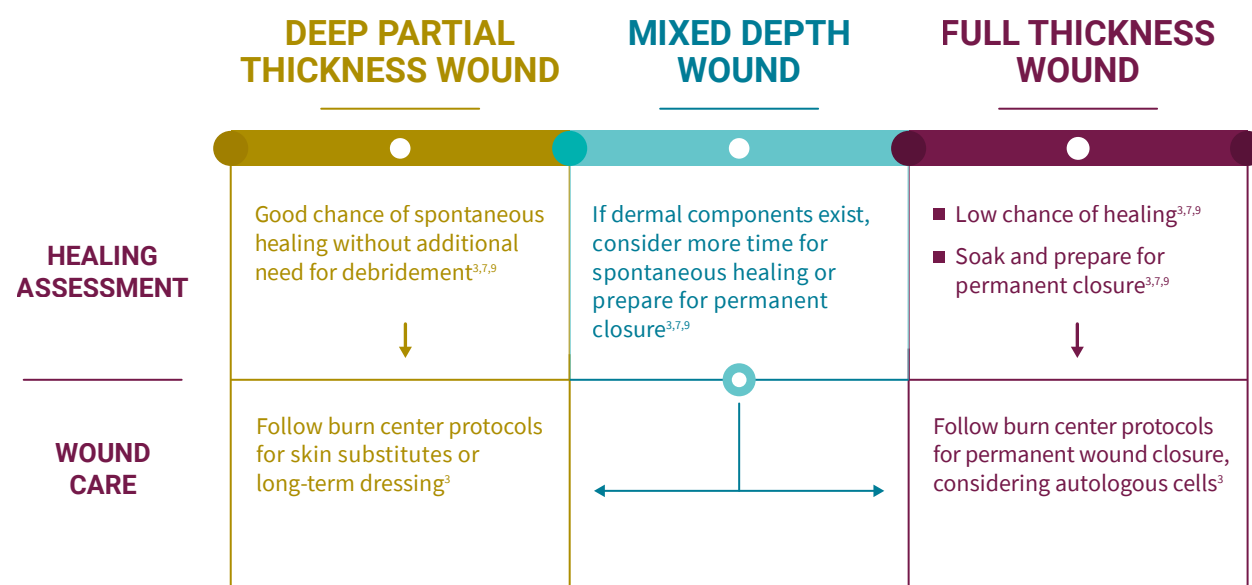 DEEP PARTIAL
THICKNESS WOUND
MIXED DEPTH
WOUND
FULL THICKNESS
WOUND
HEALING
ASSESSMENT
Good chance of spontaneous
healing without additional
need for debridement3,7,9
If dermal components exist,
consider more time for
spontaneous healing or
prepare for permanent
closure3,7,9
■ Low chance of healing3,7,9
■ Soak and prepare for
permanent closure3,7,9
WOUND
CARE
Follow burn center protocols
for skin substitutes or
long-term dressing3
Follow burn center protocols
for permanent wound closure,
considering autologous cells3